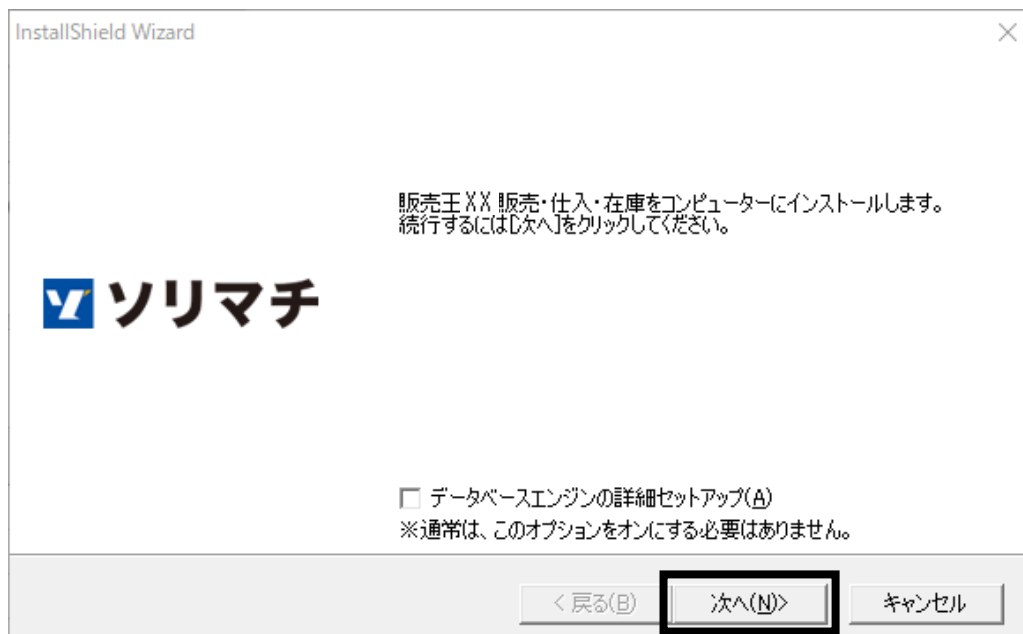 InstallShield Wizard
販売王XX 販売・仕入・在庫をコンピューターにインストールします。
続行するには[次へ]をクリックしてください。
ソリマチ
データベースエンジンの詳細セットアップ(A)
※通常は、このオプションをオンにする必要はありません。
< 戻る(B)
次へ(N)>
キャンセル